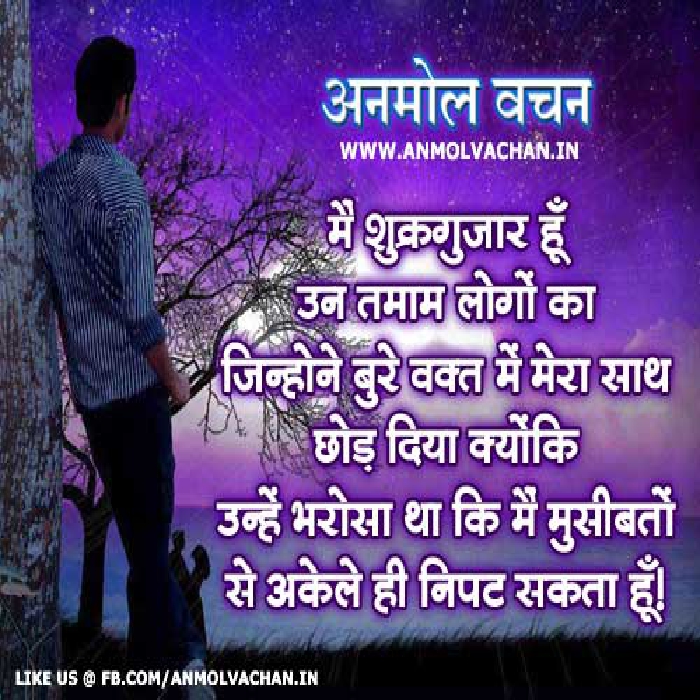 अनमोल वचन
WWW.ANMOLVACHAN.IN
मै शुक्रगुजार हूँ
उन तमाम लोगों का
जिन्होने बुरे वक्त में मेरा साथ
छोड़ दिया क्योंकि
उन्हें भरोसा था कि मै मुसीबतों
से अकेले ही निपट सकता हूँ!
LIKE US @ FB.COM/ANMOLVACHAN.IN